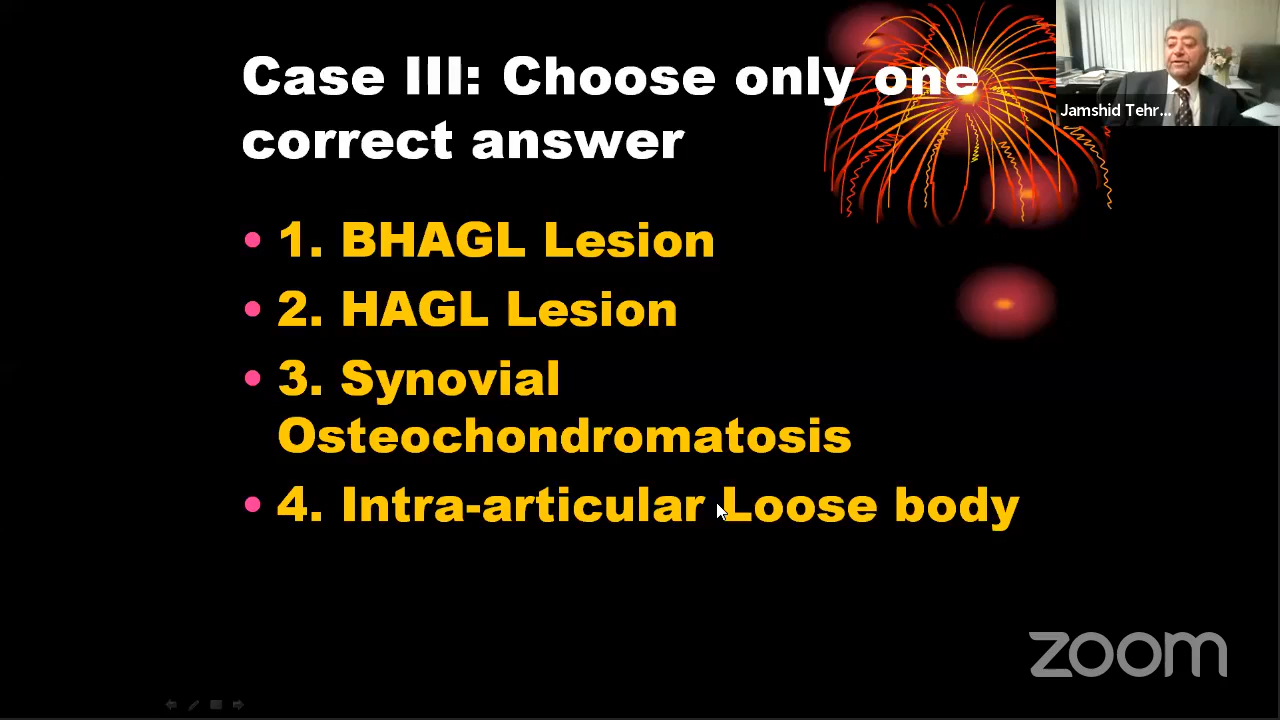 Case III: Choose only one
correct answer
Jamshid Tehr...
• 1. BHAGL Lesion
• 2. HAGL Lesion
• 3. Synovial
Osteochondromatosis
• 4. Intra-articular Loose body
zoom